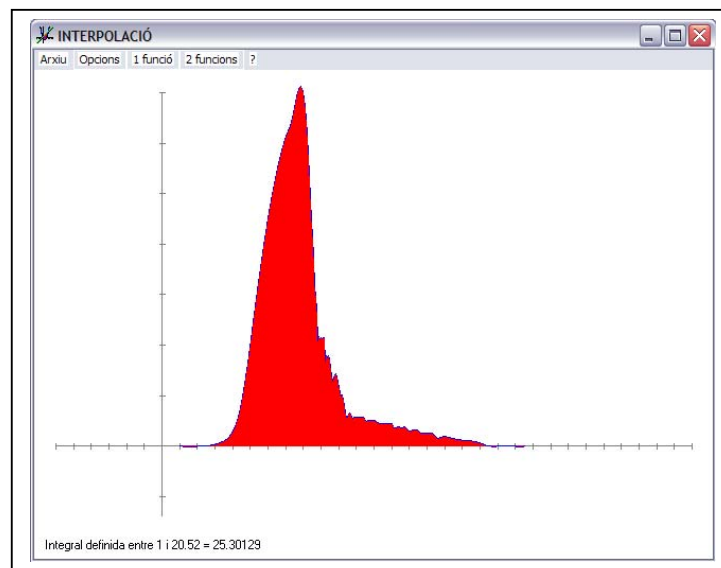 INTERPOLACIÓ
Arxiu Opcions 1 funció 2 funcions ?
Integral definida entre 1 i 20.52 = 25.30129